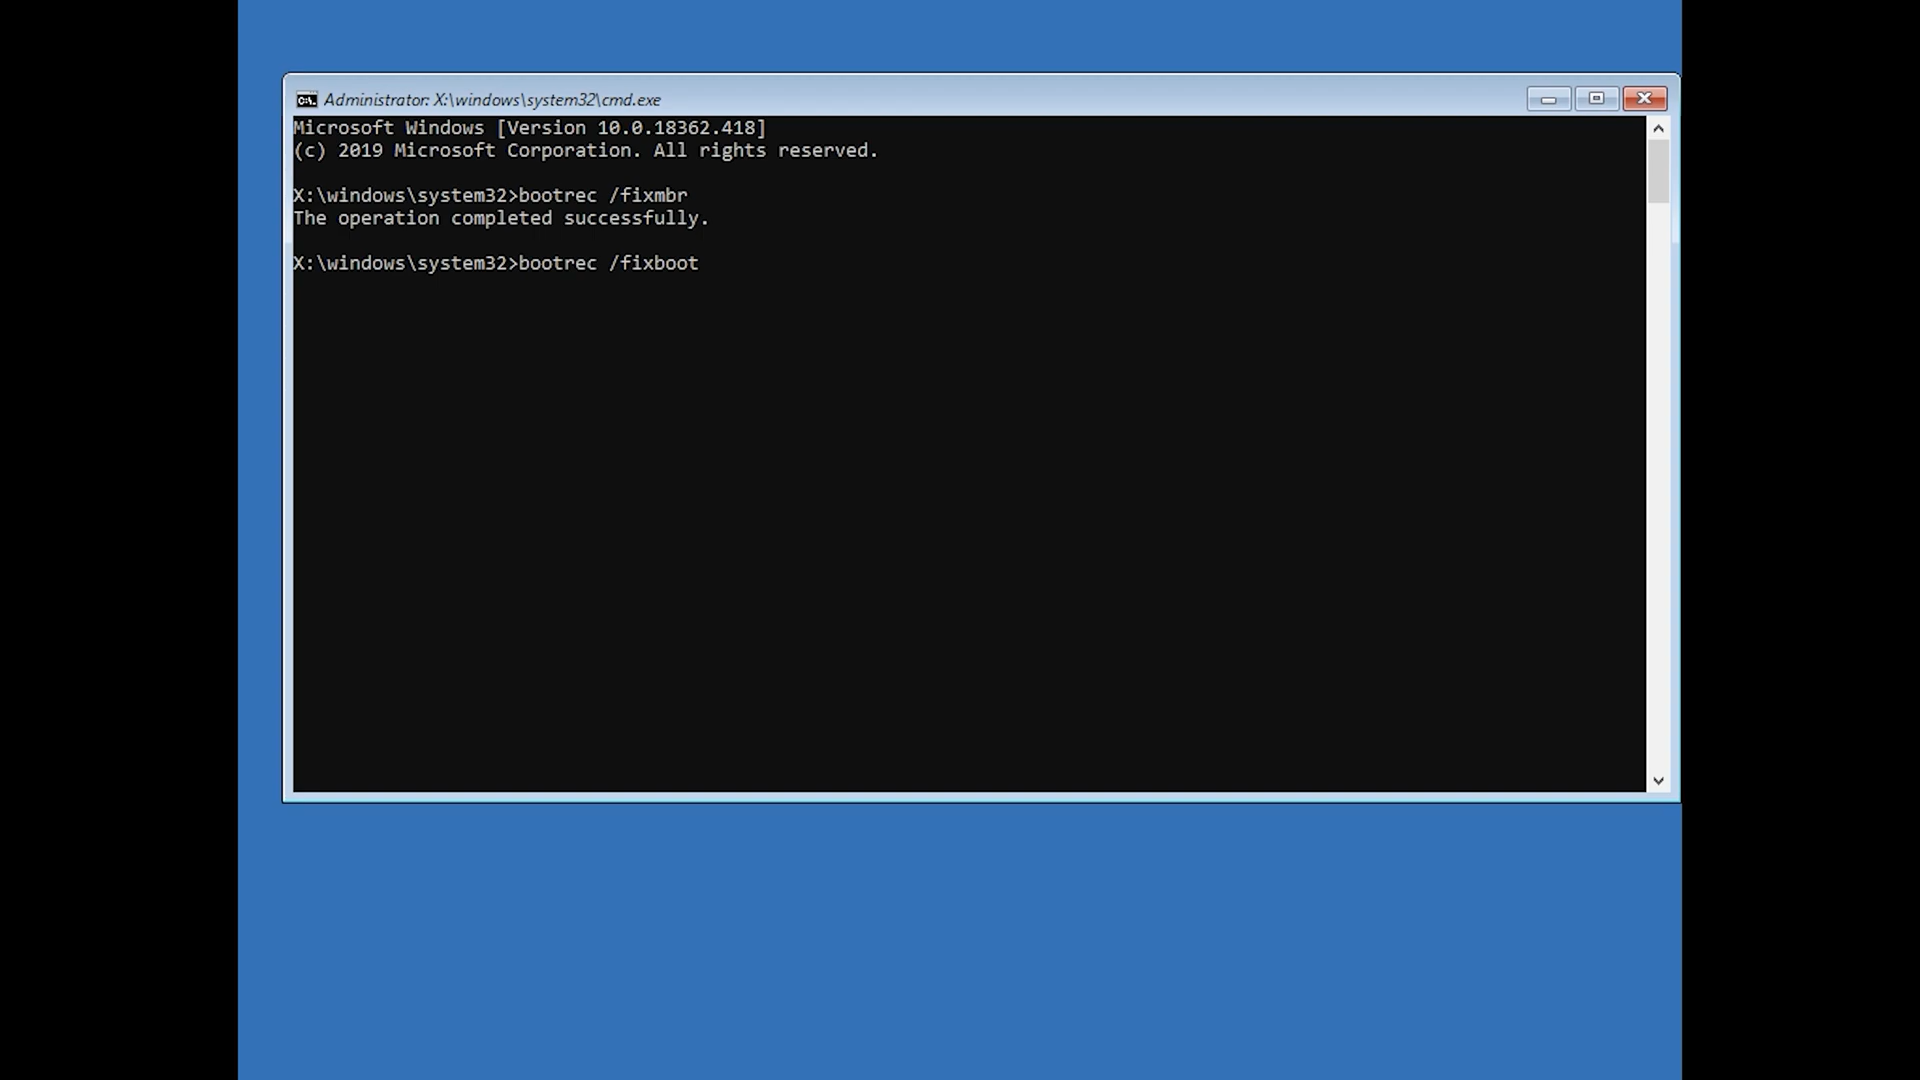 Administrator: X:\windows\system32\cmd.exe
Microsoft Windows [Version 10.0.18362.418]
(c) 2019 Microsoft Corporation. All rights reserved.
X:\windows\system32>bootrec /fixmbr
The operation completed successfully.
X:\windows\system32>bootrec /fixboot